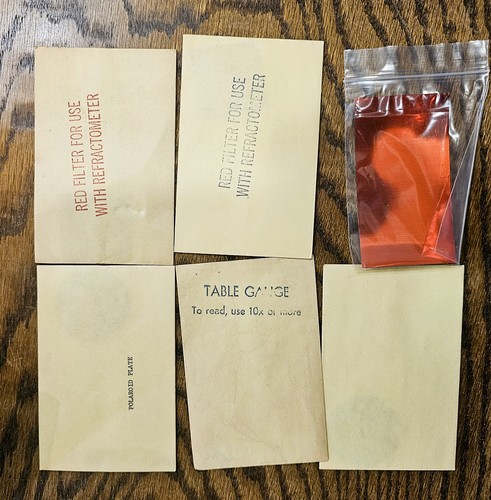 RED FILTER FOR USE
WITH REFRACTOMETER
RED FILTER FOR USE
WITH REFRACTOMETER
POLAROID PLATE
TABLE GAUGE
To read, use 10x or more